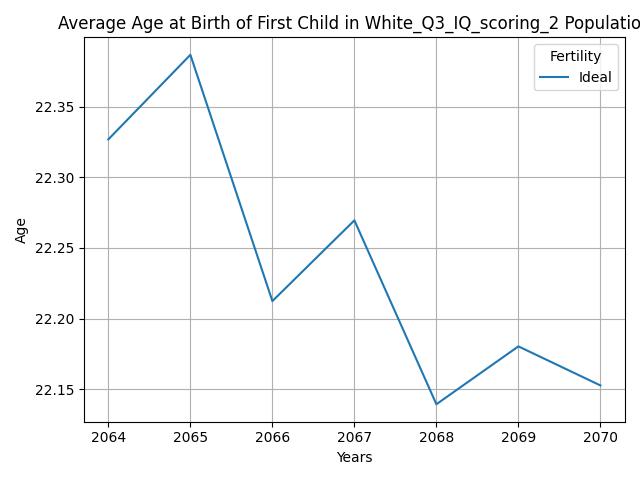 Average Age at Birth of First Child in White_Q3_IQ_scoring_2 Populatio
Fertility
Ideal
22.35
22.30
22.25
22.20
22.15
Age
2064 2065 2066 2067 2068 2069 2070
Years